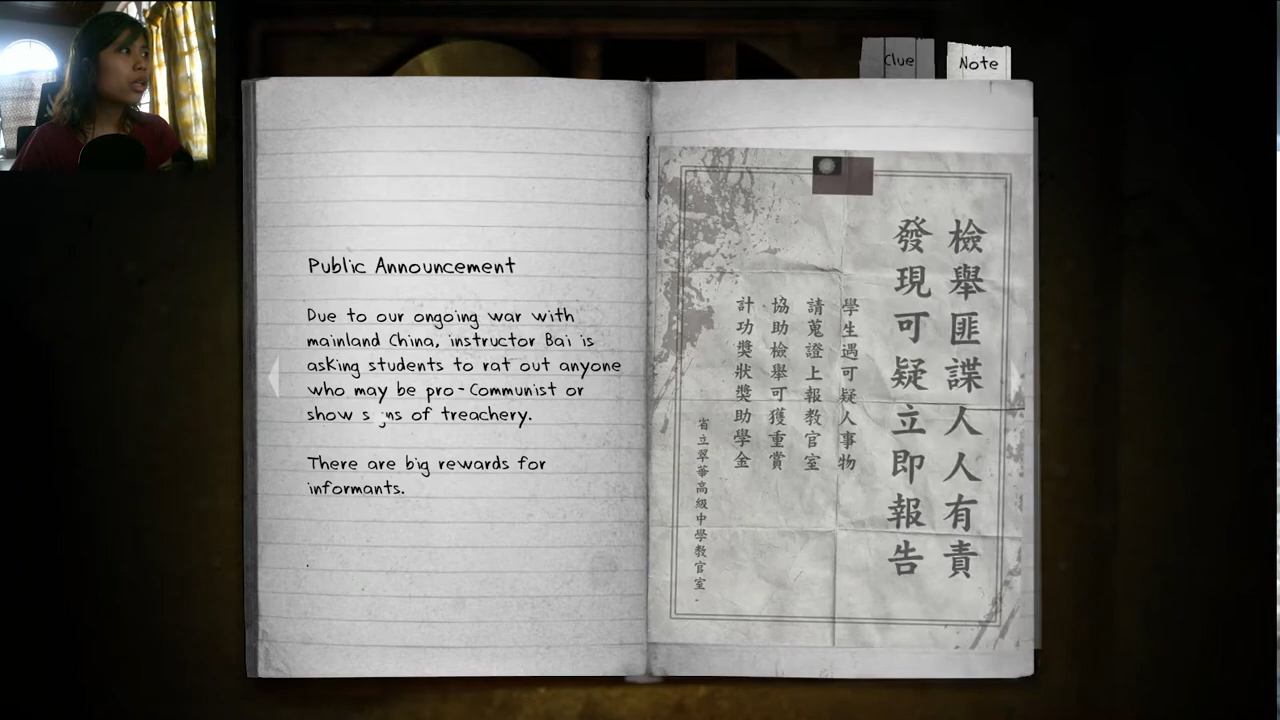 Clue
Note
Public Announcement
Due to our ongoing war with
mainland China, instructor Bai is
asking students to rat out anyone
who may be pro-Communist or
show s gns of treachery.
There are big rewards for
informants.
檢舉匪諜人人有責
發現可疑立即報告
學生遇可疑人事物
請蒐證上報教官室
協助檢舉可獲重賞
計功獎狀獎助學金
省立翠華高級中學教官室